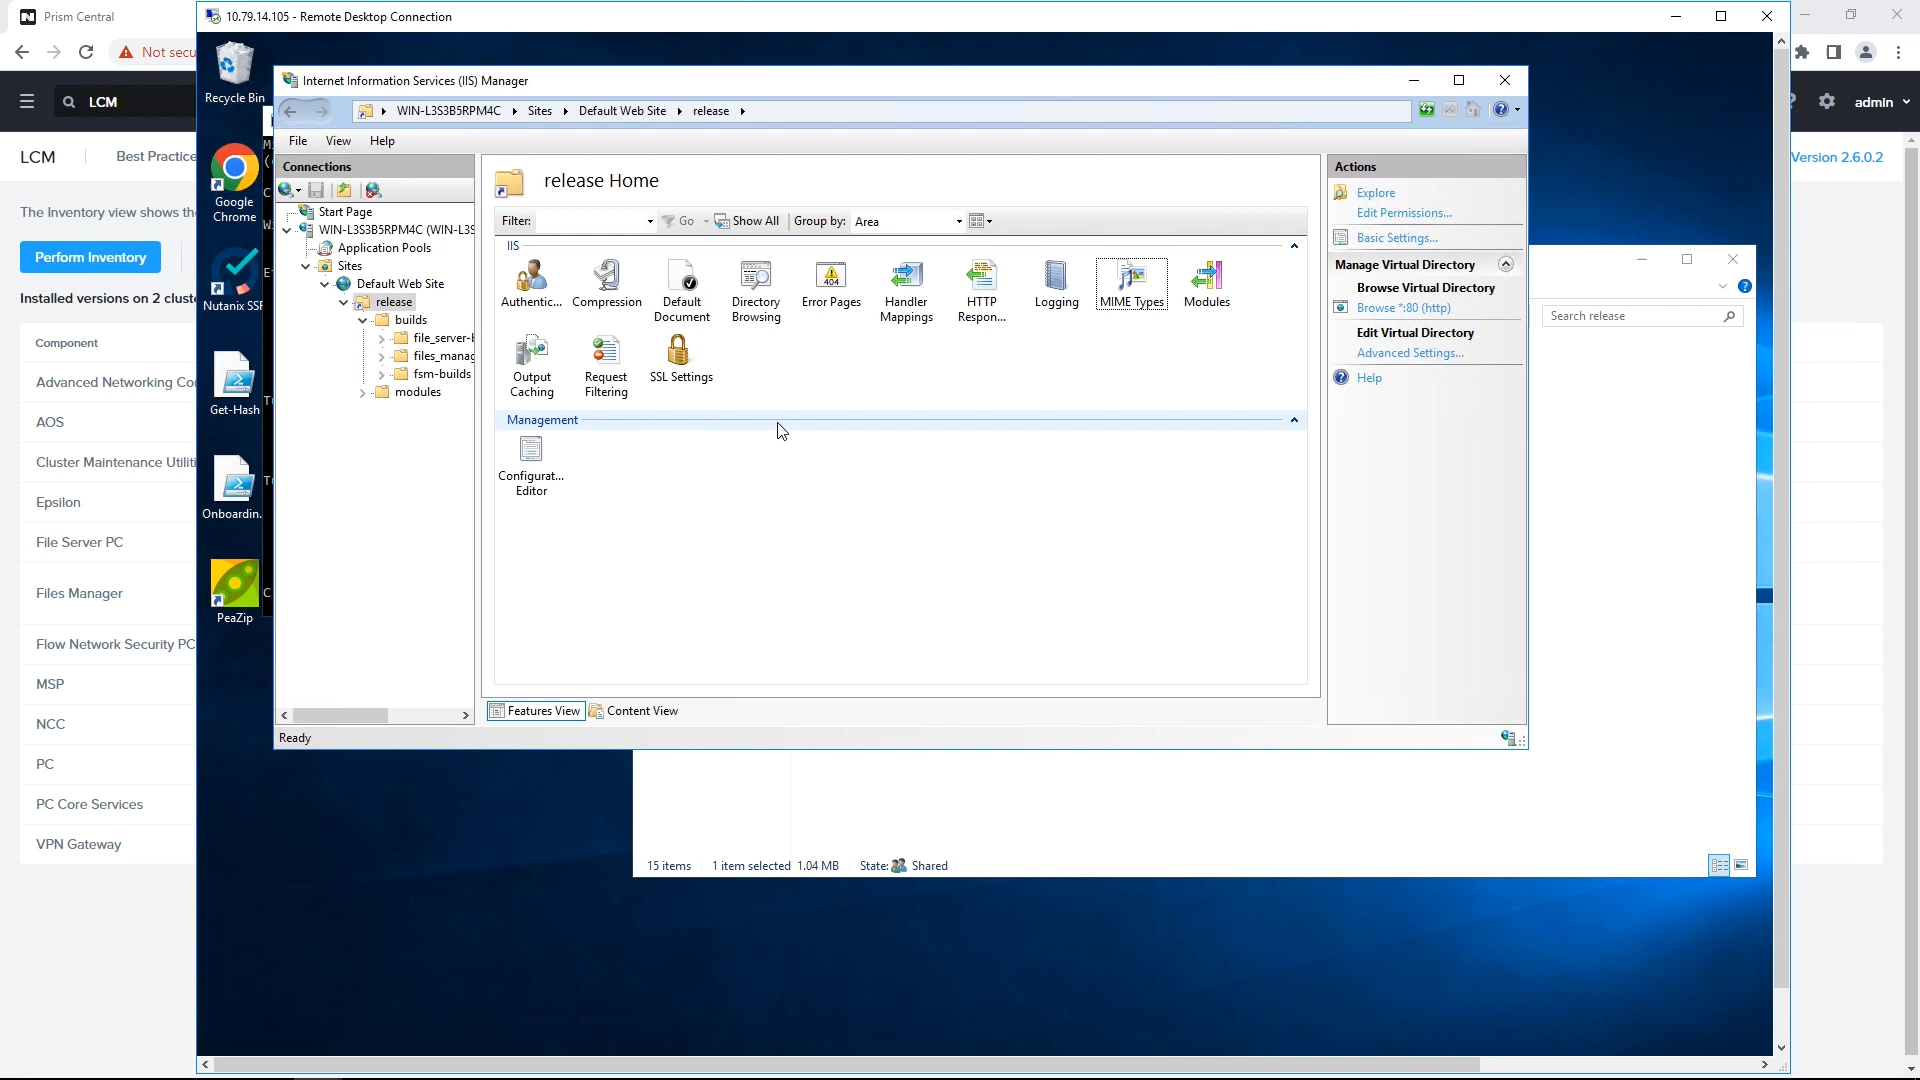 Prism Central
10.79.14.105 - Remote Desktop Connection
Not secu
LCM
admin
LCM
Best Practice
Version 2.6.0.2
The Inventory view shows the
Perform Inventory
Installed versions on 2 cluste
Component
Advanced Networking Co
AOS
Cluster Maintenance Utiliti
Epsilon
File Server PC
Files Manager
Flow Network Security PC
MSP
NCC
PC
PC Core Services
VPN Gateway
Recycle Bin
Google
Chrome
Nutanix SSF
Get-Hash
Onboardin.
PeaZip
Internet Information Services (IIS) Manager
WIN-L3S3B5RPM4C
Sites
Default Web Site
release
File
View
Help
Connections
Start Page
WIN-L3S3B5RPM4C (WIN-L3S
Application Pools
Sites
Default Web Site
release
builds
file_server-b
files_manag
fsm-builds
modules
release Home
Filter:
Go
Show All
Group by:
Area
IIS
Authentic...
Compression
Default
Document
Directory
Browsing
Error Pages
404
Handler
Mappings
HTTP
Respon...
Logging
MIME Types
Modules
Output
Caching
Request
Filtering
SSL Settings
Management
Configurat...
Editor
Features View
Content View
Ready
Actions
Explore
Edit Permissions...
Basic Settings...
Manage Virtual Directory
Browse Virtual Directory
Browse *:80 (http)
Edit Virtual Directory
Advanced Settings...
Help
Search release
15 items
1 item selected 1.04 MB
State:
Shared